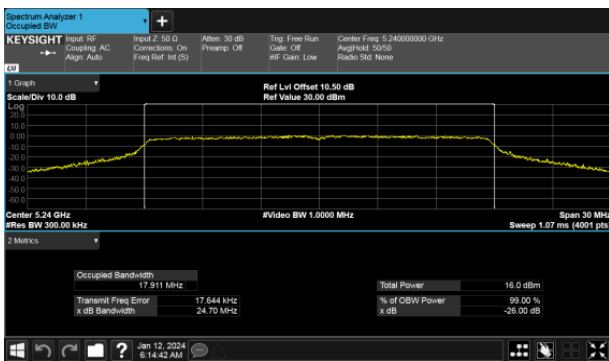 Spectrum Analyzer 1
Occupied BW
+
KEYSIGHT Input: RF Input Z: 50 Ω Atten: 30 dB Trig: Free Run Center Freq: 5.240000000 GHz
Coupling: AC Corrections: On Preamp: Off Gate: Off Avg|Hold: 50/50
Align: Auto Freq Ref: Int (S) #IF Gain: Low Radio Std: None
LXI
1 Graph
Ref Lvl Offset 10.50 dB
Scale/Div 10.0 dB Ref Value 30.00 dBm
Log
20.0
10.0
0.00
-10.0
-20.0
-30.0
-40.0
-50.0
-60.0
Center 5.24 GHz #Video BW 1.0000 MHz Span 30 MHz
#Res BW 300.00 kHz Sweep 1.07 ms (4001 pts)
2 Metrics
Occupied Bandwidth
17.911 MHz Total Power 16.0 dBm
Transmit Freq Error 17.644 kHz % of OBW Power 99.00 %
x dB Bandwidth 24.70 MHz x dB -26.00 dB
? Jan 12, 2024
6:14:42 AM